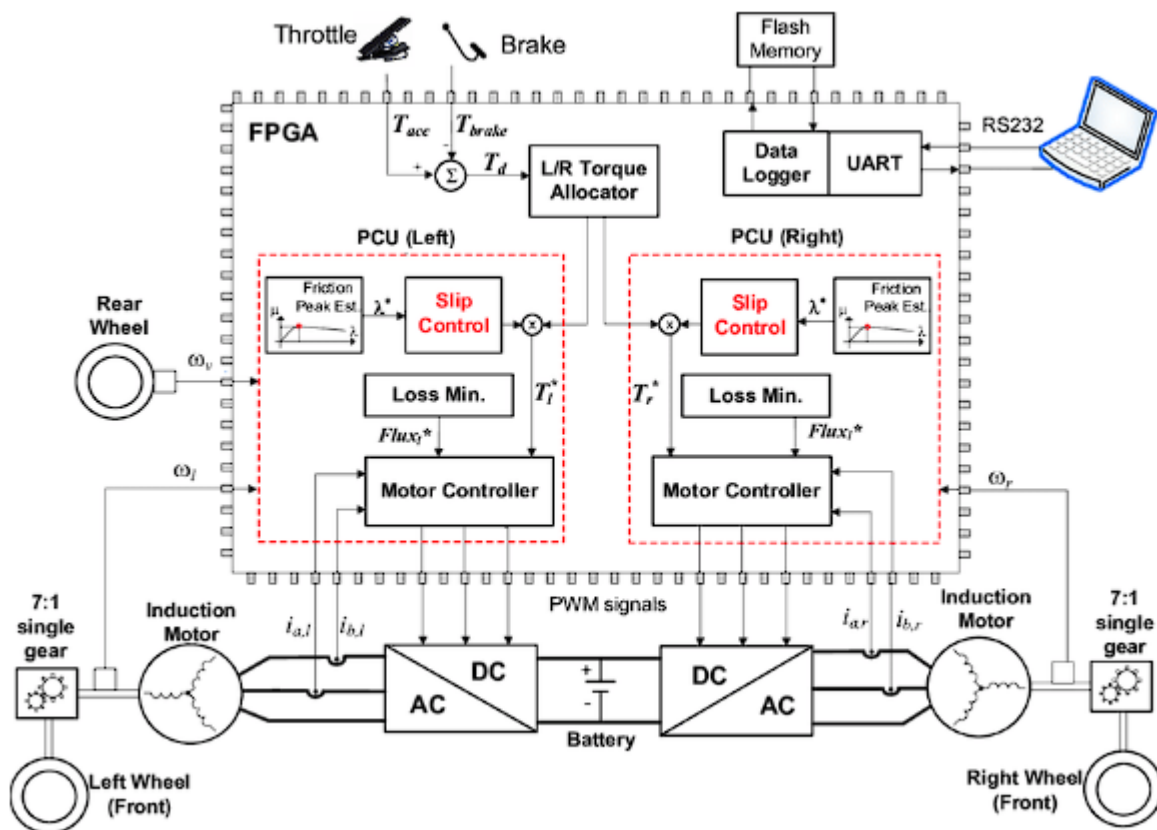 Throttle
Brake
Flash
Memory
RS232
FPGA
T_acc
T_brake
-
+
Σ
T_d
L/R Torque
Allocator
Data
Logger
UART
PCU (Left)
PCU (Right)
Friction
Peak Est.
μ
λ
λ*
Slip
Control
x
x
Slip
Control
λ*
Friction
Peak Est.
μ
λ
Rear
Wheel
ω_v
Loss Min.
T_l*
T_r*
Loss Min.
Flux_l*
Flux_l*
ω_l
Motor Controller
Motor Controller
ω_r
PWM signals
7:1
single
gear
Induction
Motor
i_a,l
i_b,l
DC
AC
+
-
Battery
DC
AC
i_a,r
i_b,r
Induction
Motor
7:1
single
gear
Left Wheel
(Front)
Right Wheel
(Front)